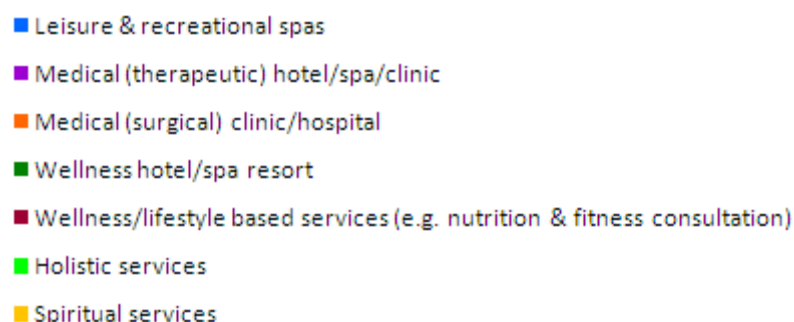 Leisure & recreational spas
Medical (therapeutic) hotel/spa/clinic
Medical (surgical) clinic/hospital
Wellness hotel/spa resort
Wellness/lifestyle based services (e.g. nutrition & fitness consultation)
Holistic services
Spiritual services